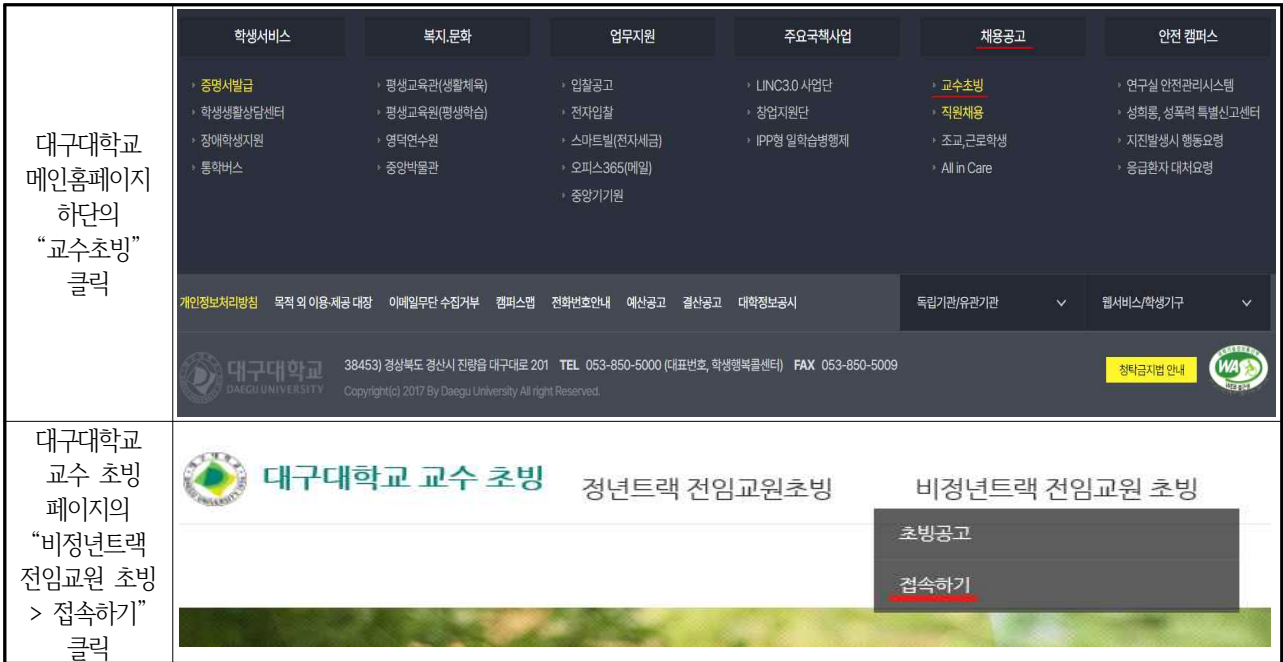 대구대학교
메인홈페이지
하단의
“교수초빙”
클릭
학생서비스
증명서발급
학생생활상담센터
장애학생지원
통학버스
복지.문화
평생교육관(생활체육)
평생교육원(평생학습)
영덕연수원
중앙박물관
업무지원
입찰공고
전자입찰
스마트빌(전자세금)
오피스365(메일)
중앙기기원
주요국책사업
LINC3.0 사업단
창업지원단
IPP형 일학습병행제
채용공고
교수초빙
직원채용
조교,근로학생
All in Care
안전 캠퍼스
연구실 안전관리시스템
성희롱, 성폭력 특별신고센터
지진발생시 행동요령
응급환자 대처요령
개인정보처리방침 목적 외 이용·제공 대장 이메일무단 수집거부 캠퍼스맵 전화번호안내 예산공고 결산공고 대학정보공시
독립기관/유관기관
웹서비스/학생기구
대구대학교
DAEGU UNIVERSITY
38453) 경상북도 경산시 진량읍 대구대로 201 TEL 053-850-5000 (대표번호, 학생행복콜센터) FAX 053-850-5009
Copyright(c) 2017 By Daegu University All right Reserved.
청탁금지법 안내
WA
대구대학교
교수 초빙
페이지의
“비정년트랙
전임교원 초빙
> 접속하기”
클릭
대구대학교 교수 초빙
정년트랙 전임교원초빙
비정년트랙 전임교원 초빙
초빙공고
접속하기